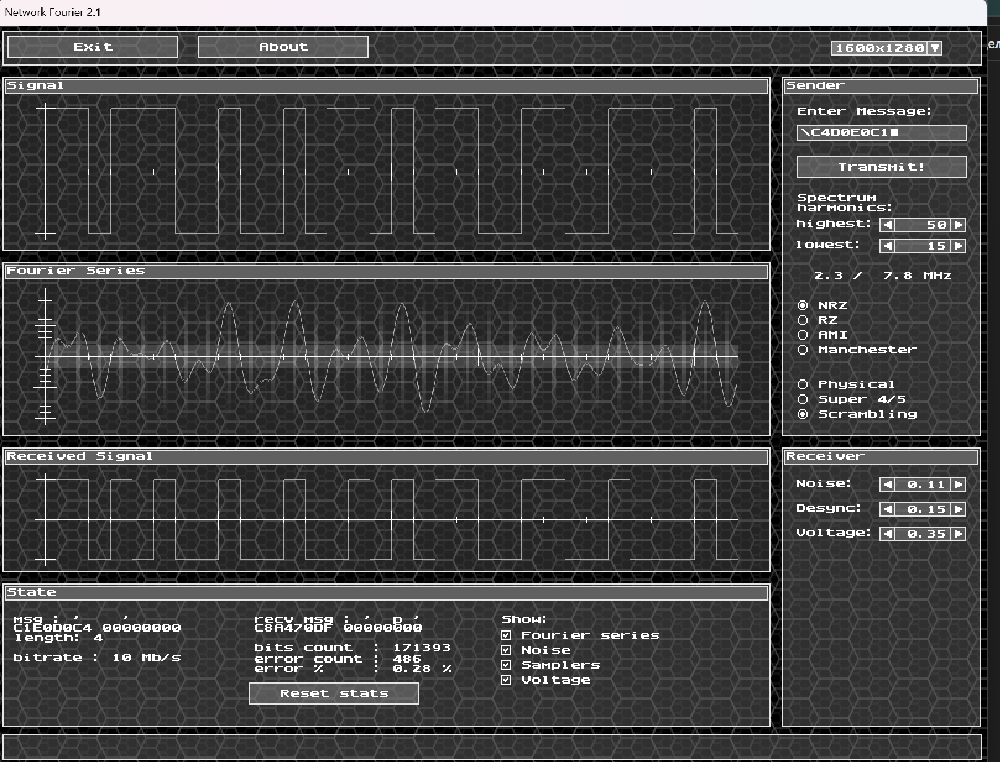 Network Fourier 2.1
Exit
About
1600x1280
ел
Signal
Sender
Enter Message:
\C4D0E0C1
Transmit!
Spectrum
harmonics:
highest: 50
lowest: 15
2.3 / 7.8 MHz
NRZ
RZ
AMI
Manchester
Physical
Super 4/5
Scrambling
Fourier Series
Received Signal
Receiver
Noise: 0.11
Desync: 0.15
Voltage: 0.35
State
msg : ' '
C1E0D0C4 00000000
length: 4
bitrate : 10 Mb/s
recv msg : ' p '
C8A470DF 00000000
bits count : 171393
error count : 486
error % : 0.28 %
Reset stats
Show:
Fourier series
Noise
Samplers
Voltage